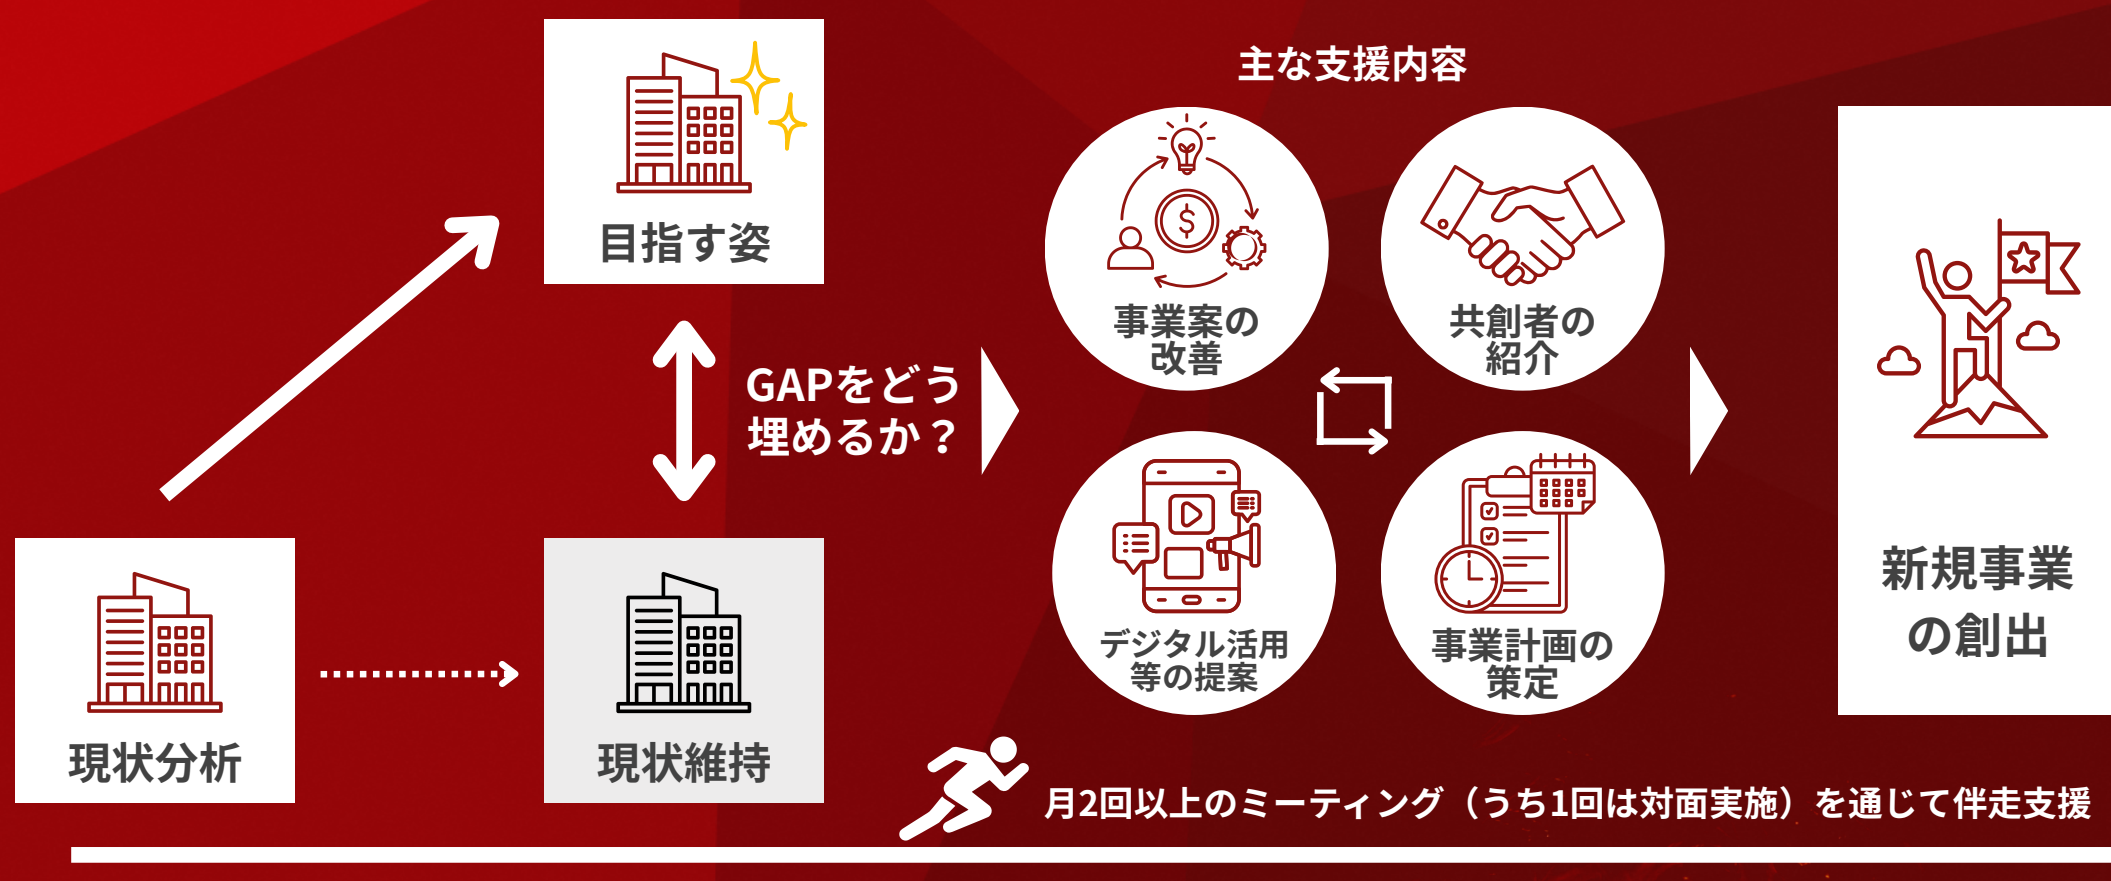 目指す姿
現状分析
現状維持
GAPをどう
埋めるか？
主な支援内容
事業案の
改善
共創者の
紹介
デジタル活用
等の提案
事業計画の
策定
新規事業
の創出
月2回以上のミーティング（うち1回は対面実施）を通じて伴走支援